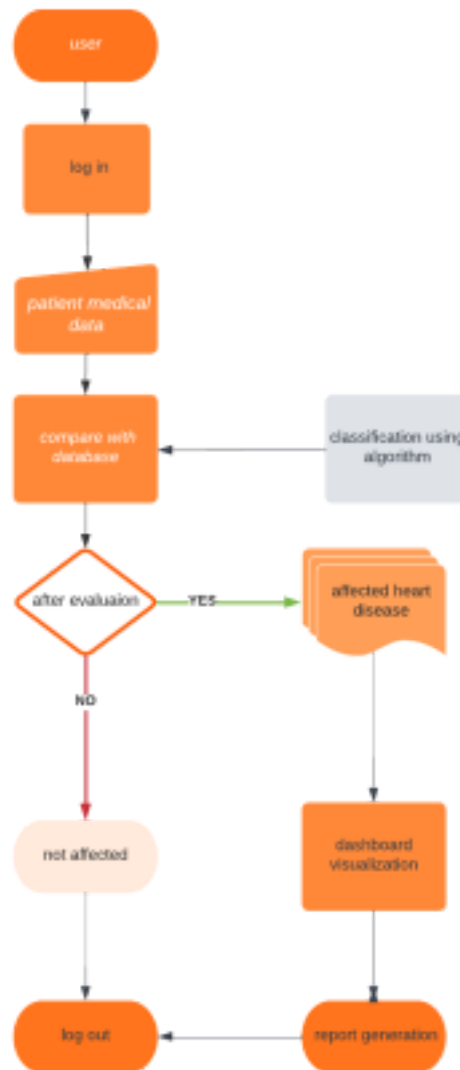 user
log in
patient medical
data
compare with
database
classification using
algorithm
after evaluaion
YES
affected heart
disease
NO
not affected
dashboard
visualization
log out
report generation